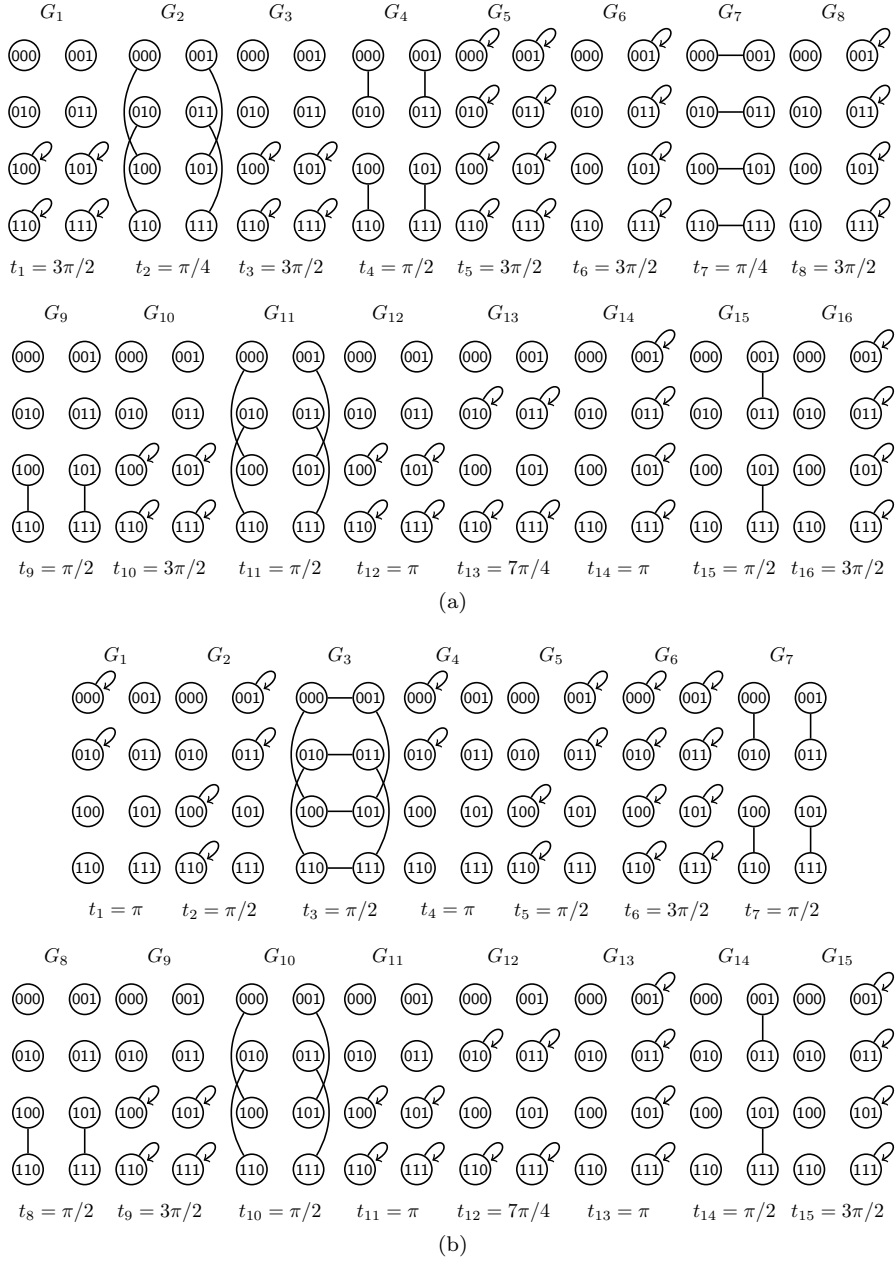 G₁ G₂ G₃ G₄ G₅ G₆ G₇ G₈
000 001 000 001 000 001 000 001 000 001 000 001 000 001 000 001
010 011 010 011 010 011 010 011 010 011 010 011 010 011 010 011
100 101 100 101 100 101 100 101 100 101 100 101 100 101 100 101
110 111 110 111 110 111 110 111 110 111 110 111 110 111 110 111
t₁ = 3π/2 t₂ = π/4 t₃ = 3π/2 t₄ = π/2 t₅ = 3π/2 t₆ = 3π/2 t₇ = π/4 t₈ = 3π/2
G₉ G₁₀ G₁₁ G₁₂ G₁₃ G₁₄ G₁₅ G₁₆
000 001 000 001 000 001 000 001 000 001 000 001 000 001 000 001
010 011 010 011 010 011 010 011 010 011 010 011 010 011 010 011
100 101 100 101 100 101 100 101 100 101 100 101 100 101 100 101
110 111 110 111 110 111 110 111 110 111 110 111 110 111 110 111
t₉ = π/2 t₁₀ = 3π/2 t₁₁ = π/2 t₁₂ = π t₁₃ = 7π/4 t₁₄ = π t₁₅ = π/2 t₁₆ = 3π/2
(a)
G₁ G₂ G₃ G₄ G₅ G₆ G₇
000 001 000 001 000 001 000 001 000 001 000 001 000 001
010 011 010 011 010 011 010 011 010 011 010 011 010 011
100 101 100 101 100 101 100 101 100 101 100 101 100 101
110 111 110 111 110 111 110 111 110 111 110 111 110 111
t₁ = π t₂ = π/2 t₃ = π/2 t₄ = π t₅ = π/2 t₆ = 3π/2 t₇ = π/2
G₈ G₉ G₁₀ G₁₁ G₁₂ G₁₃ G₁₄ G₁₅
000 001 000 001 000 001 000 001 000 001 000 001 000 001 000 001
010 011 010 011 010 011 010 011 010 011 010 011 010 011 010 011
100 101 100 101 100 101 100 101 100 101 100 101 100 101 100 101
110 111 110 111 110 111 110 111 110 111 110 111 110 111 110 111
t₈ = π/2 t₉ = 3π/2 t₁₀ = π/2 t₁₁ = π t₁₂ = 7π/4 t₁₃ = π t₁₄ = π/2 t₁₅ = 3π/2
(b)